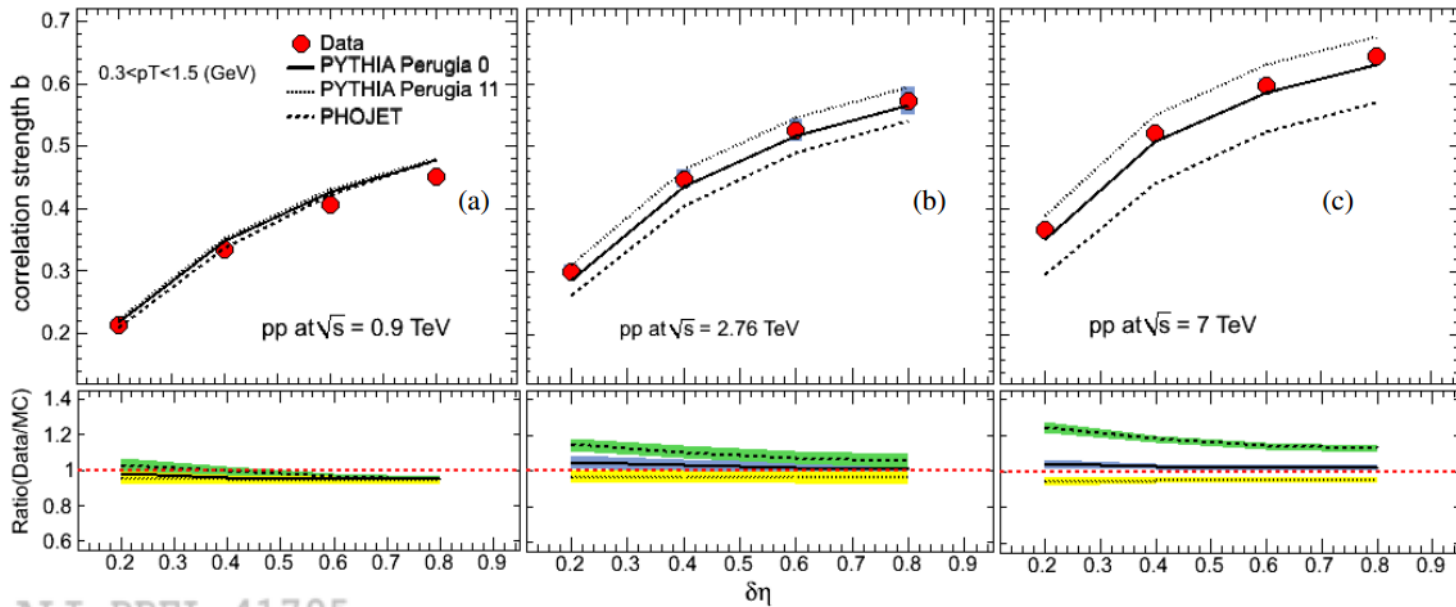 0.7
0.6
0.5
0.4
0.3
0.2
correlation strength b
0.3<pT<1.5 (GeV)
Data
PYTHIA Perugia 0
PYTHIA Perugia 11
PHOJET
(a)
pp at √s = 0.9 TeV
(b)
pp at √s = 2.76 TeV
(c)
pp at √s = 7 TeV
Ratio(Data/MC)
1.4
1.2
1
0.8
0.6
0.2 0.3 0.4 0.5 0.6 0.7 0.8 0.9
0.2 0.3 0.4 0.5 0.6 0.7 0.8 0.9
0.2 0.3 0.4 0.5 0.6 0.7 0.8 0.9
δη